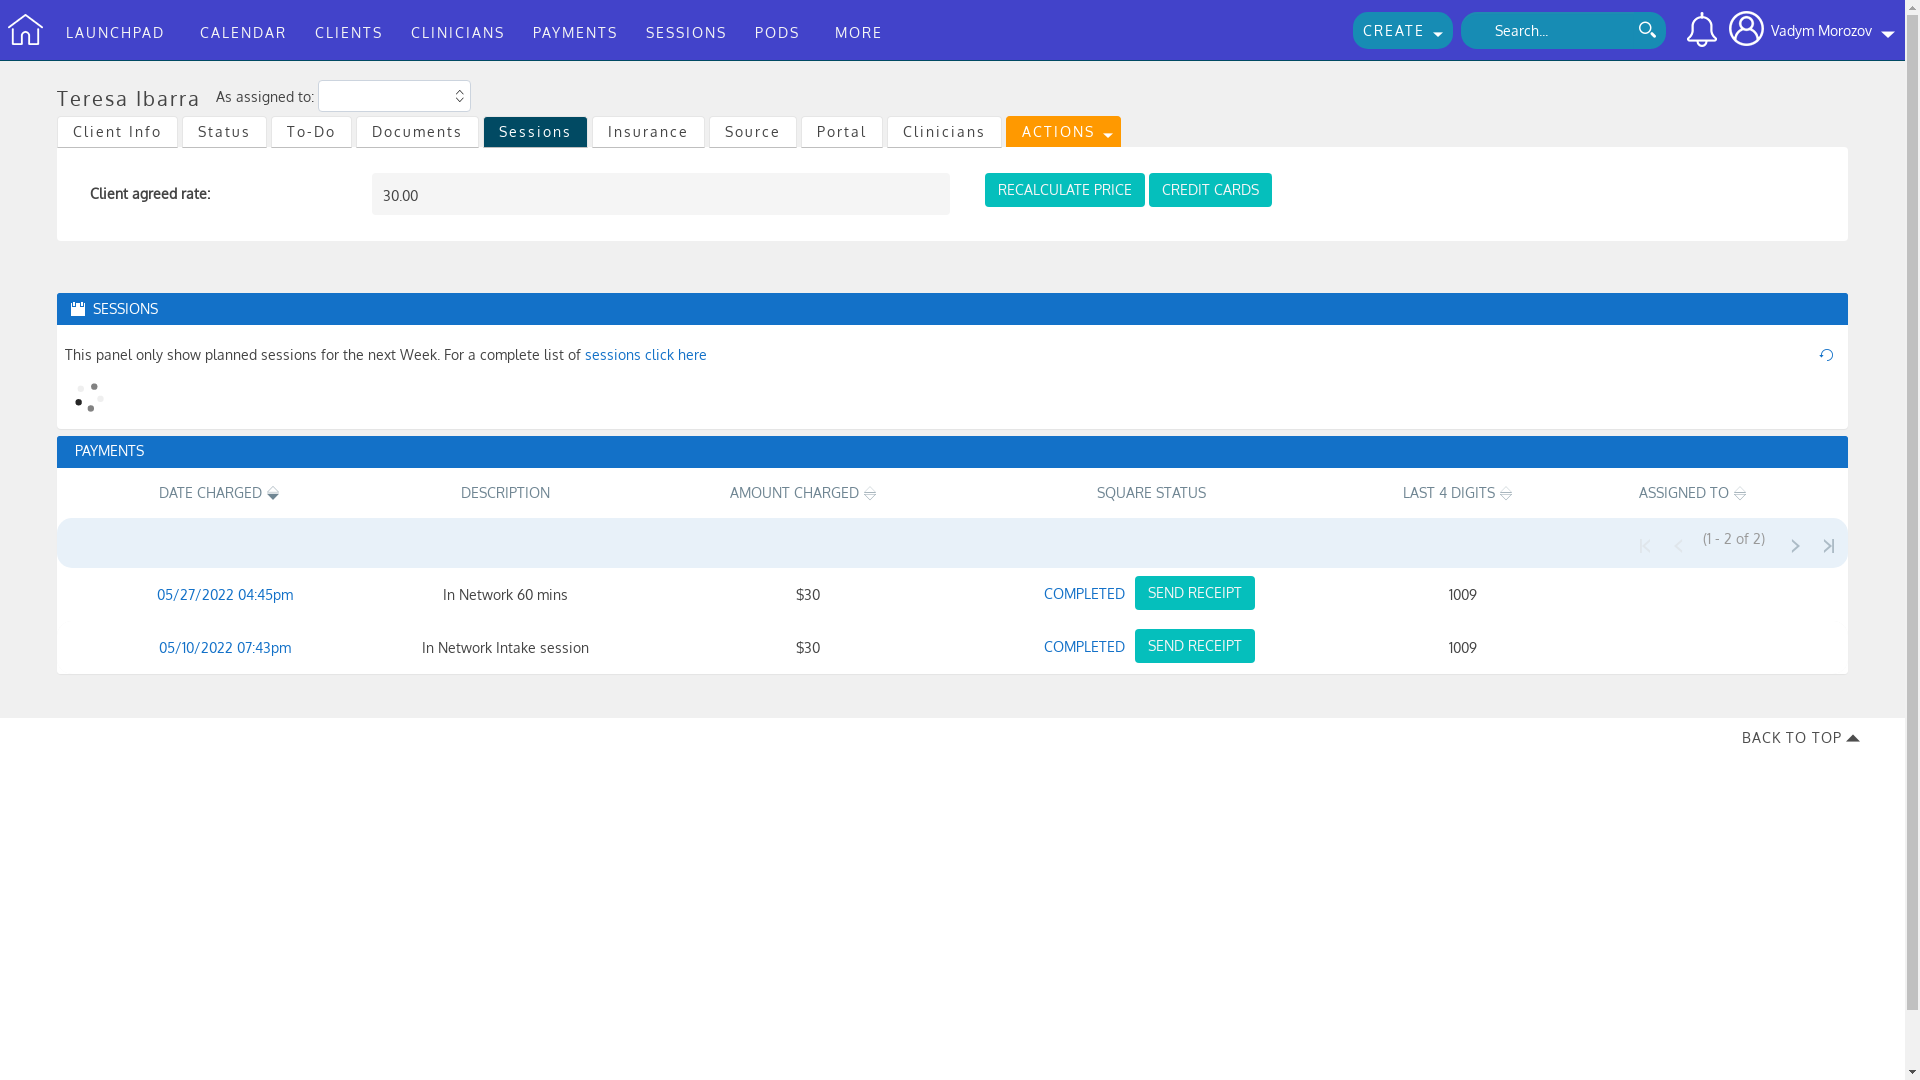 LAUNCHPAD CALENDAR CLIENTS CLINICIANS PAYMENTS SESSIONS PODS MORE CREATE Search... Vadym Morozov
Teresa Ibarra As assigned to:
Client Info Status To-Do Documents Sessions Insurance Source Portal Clinicians ACTIONS
Client agreed rate: 30.00 RECALCULATE PRICE CREDIT CARDS
SESSIONS
This panel only show planned sessions for the next Week. For a complete list of sessions click here
PAYMENTS
DATE CHARGED DESCRIPTION AMOUNT CHARGED SQUARE STATUS LAST 4 DIGITS ASSIGNED TO
(1 - 2 of 2)
05/27/2022 04:45pm In Network 60 mins $30 COMPLETED SEND RECEIPT 1009
05/10/2022 07:43pm In Network Intake session $30 COMPLETED SEND RECEIPT 1009
BACK TO TOP